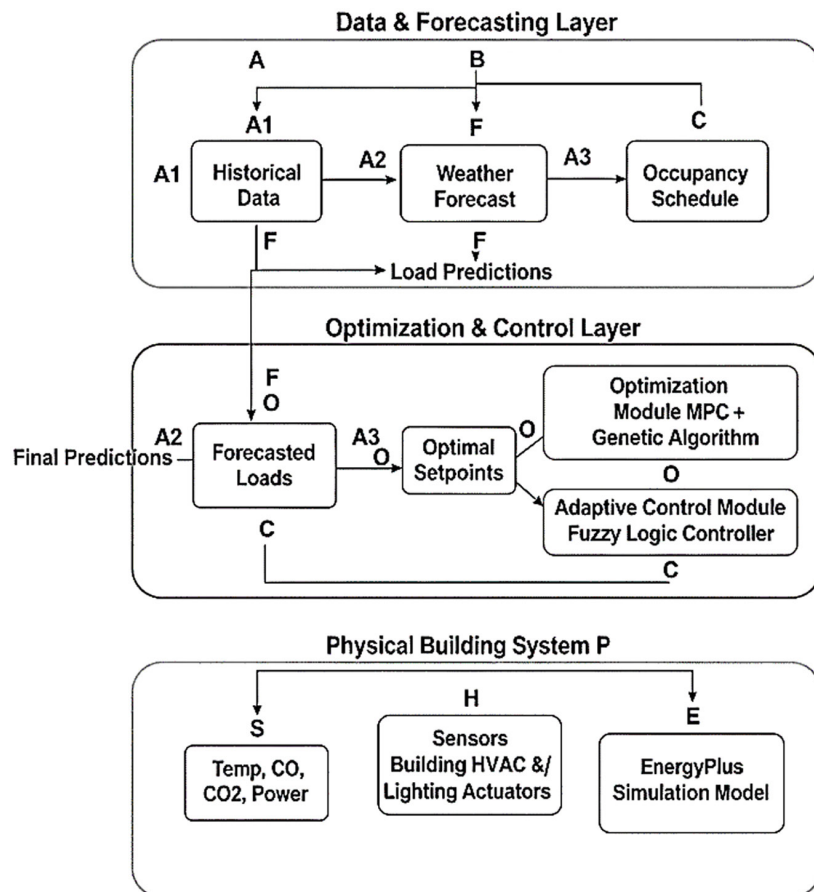 Data & Forecasting Layer
A
B
A1
F
C
A1
Historical
Data
A2
Weather
Forecast
A3
Occupancy
Schedule
F
F
Load Predictions
Optimization & Control Layer
F
O
Optimization
Module MPC +
Genetic Algorithm
Final Predictions
A2
Forecasted
Loads
A3
O
Optimal
Setpoints
O
O
Adaptive Control Module
Fuzzy Logic Controller
C
C
Physical Building System P
S
H
E
Temp, CO,
CO2, Power
Sensors
Building HVAC &/
Lighting Actuators
EnergyPlus
Simulation Model